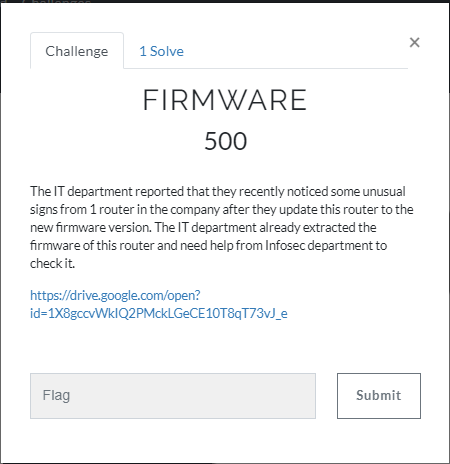 Challenge
1 Solve
×
FIRMWARE
500
The IT department reported that they recently noticed some unusual
signs from 1 router in the company after they update this router to the
new firmware version. The IT department already extracted the
firmware of this router and need help from Infosec department to
check it.
https://drive.google.com/open?
id=1X8gccvWkIQ2PMckLGeCE10T8qT73vJ_e
Flag
Submit